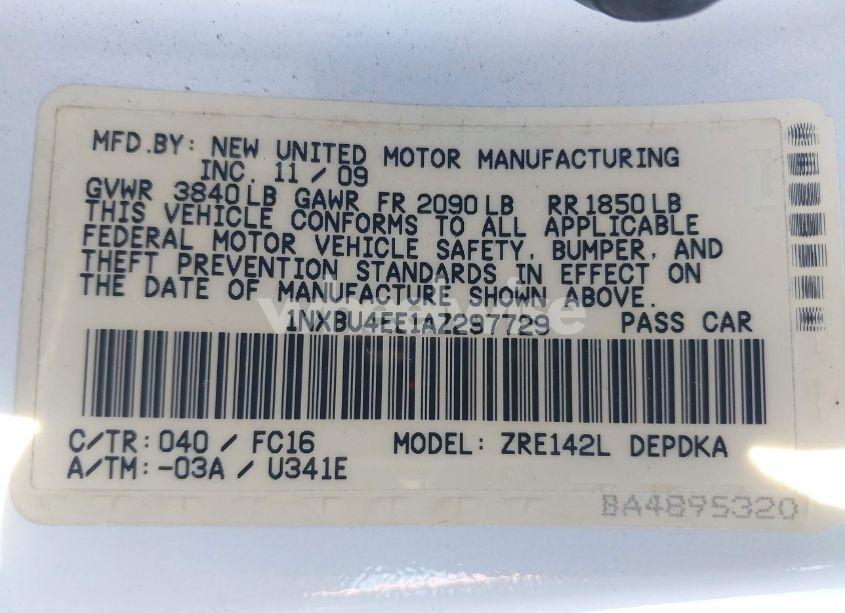 MFD.BY: NEW UNITED MOTOR MANUFACTURING
INC. 11 / 09
GVWR 3840 LB GAWR FR 2090 LB RR 1850 LB
THIS VEHICLE CONFORMS TO ALL APPLICABLE
FEDERAL MOTOR VEHICLE SAFETY, BUMPER, AND
THEFT PREVENTION STANDARDS IN EFFECT ON
THE DATE OF MANUFACTURE SHOWN ABOVE.
1NXBU4EE1AZ297729 PASS CAR
C/TR: 040 / FC16 MODEL: ZRE142L DEPDKA
A/TM: -03A / U341E
BA4895320